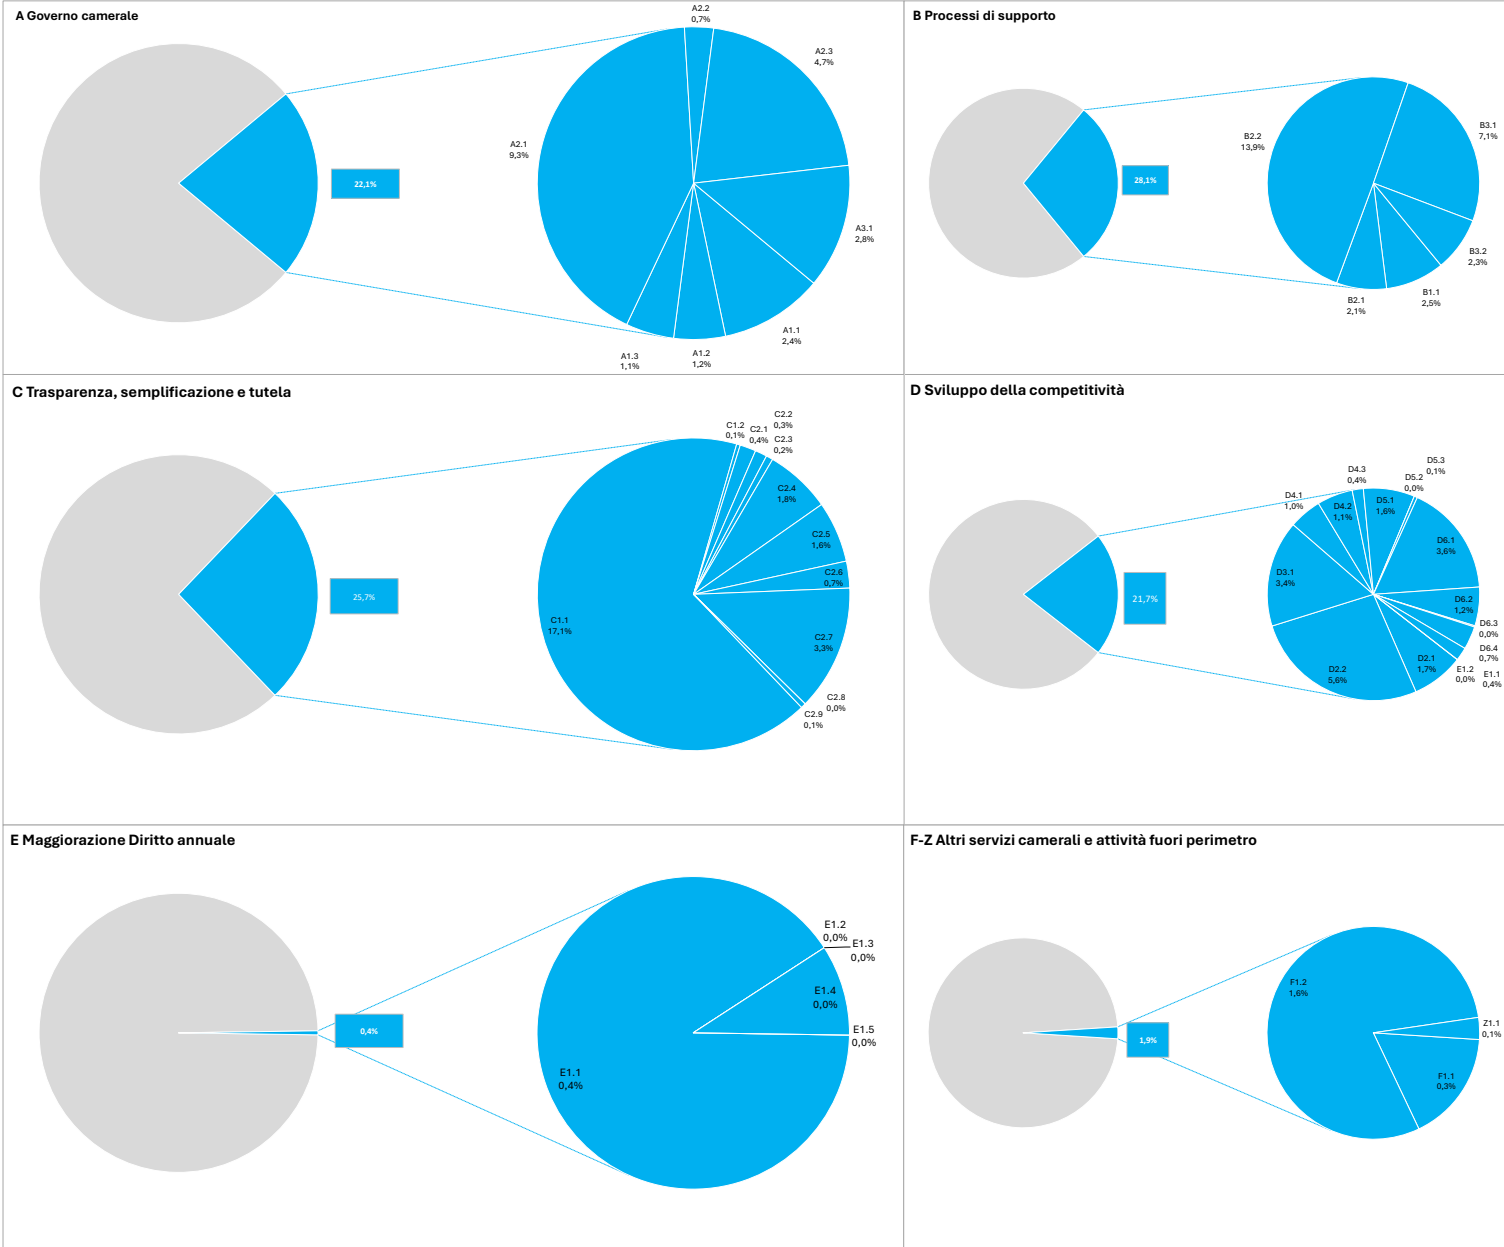 A Governo camerale
A2.2
0,7%
A2.3
4,7%
A2.1
9,3%
22,1%
A3.1
2,8%
A1.1
2,4%
A1.2
1,2%
A1.3
1,1%
B Processi di supporto
B2.2
13,9%
B3.1
7,1%
28,1%
B3.2
2,3%
B1.1
2,5%
B2.1
2,1%
C Trasparenza, semplificazione e tutela
C1.2
0,1%
C2.1
0,4%
C2.2
0,3%
C2.3
0,2%
C2.4
1,8%
C2.5
1,6%
C2.6
0,7%
25,7%
C1.1
17,1%
C2.7
3,3%
C2.8
0,0%
C2.9
0,1%
D Sviluppo della competitività
D4.1
1,0%
D4.2
1,1%
D4.3
0,4%
D5.1
1,6%
D5.2
0,0%
D5.3
0,1%
D6.1
3,6%
D3.1
3,4%
21,7%
D6.2
1,2%
D6.3
0,0%
D6.4
0,7%
E1.1
0,4%
E1.2
0,0%
D2.1
1,7%
D2.2
5,6%
E Maggiorazione Diritto annuale
E1.2
0,0%
E1.3
0,0%
E1.4
0,0%
0,4%
E1.5
0,0%
E1.1
0,4%
F-Z Altri servizi camerali e attività fuori perimetro
F1.2
1,6%
Z1.1
0,1%
1,9%
F1.1
0,3%